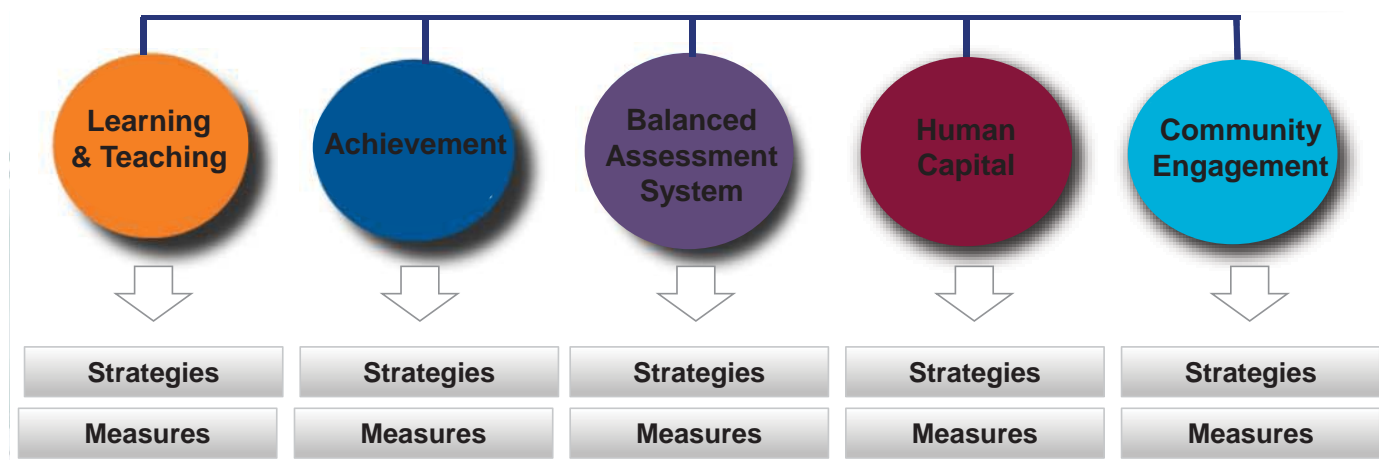 Learning
& Teaching
Achievement
Balanced
Assessment
System
Human
Capital
Community
Engagement
Strategies
Strategies
Strategies
Strategies
Strategies
Measures
Measures
Measures
Measures
Measures